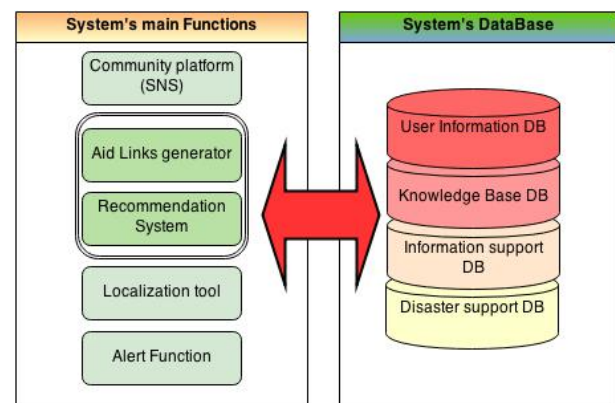 System's main Functions
Community platform
(SNS)
Aid Links generator
Recommendation
System
Localization tool
Alert Function
System's DataBase
User Information DB
Knowledge Base DB
Information support
DB
Disaster support DB